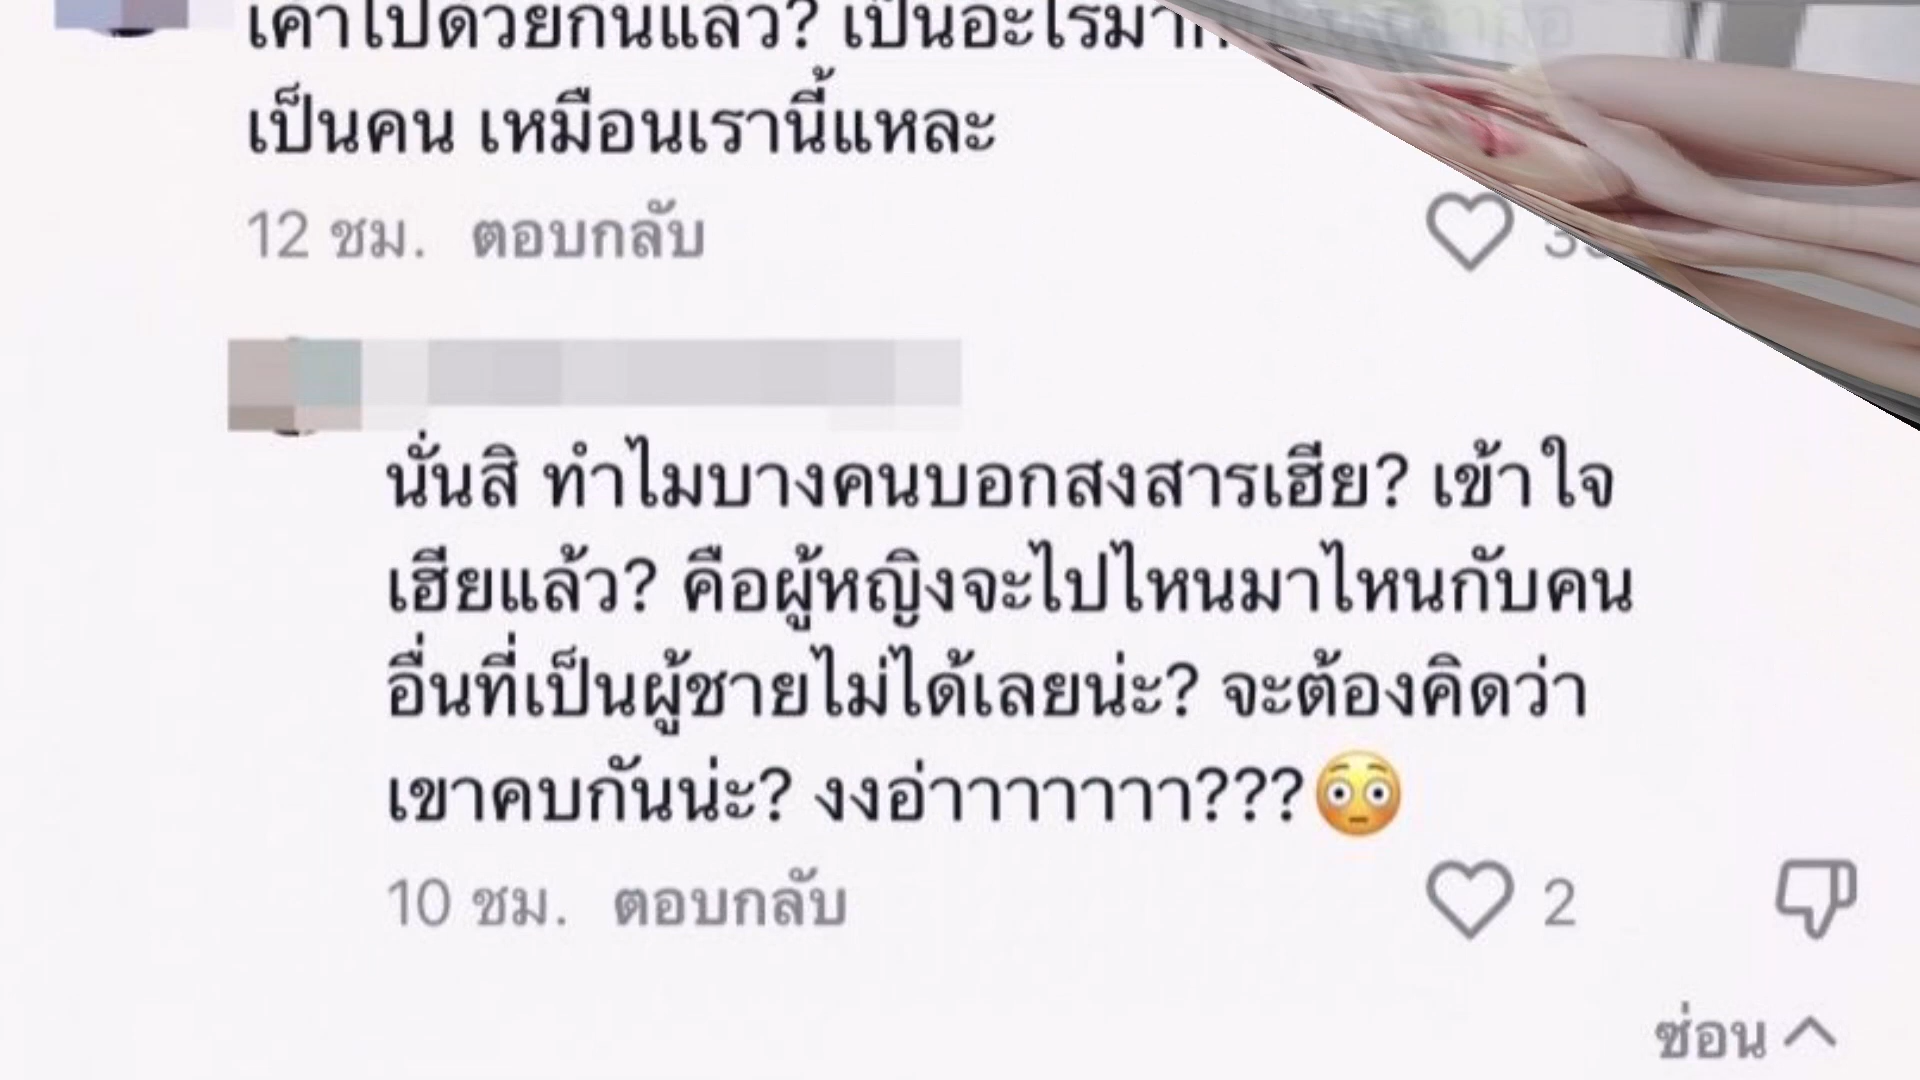 เค้าไปด้วยกันแล้ว? เป็นอะไรมาก
เป็นคน เหมือนเรานี้แหละ
12 ชม. ตอบกลับ
นั่นสิ ทำไมบางคนบอกสงสารเฮีย? เข้าใจ
เฮียแล้ว? คือผู้หญิงจะไปไหนมาไหนกับคน
อื่นที่เป็นผู้ชายไม่ได้เลยน่ะ? จะต้องคิดว่า
เขาคบกันน่ะ? งงอ่าาาาาาาา???😳
10 ชม. ตอบกลับ 2
ซ่อน